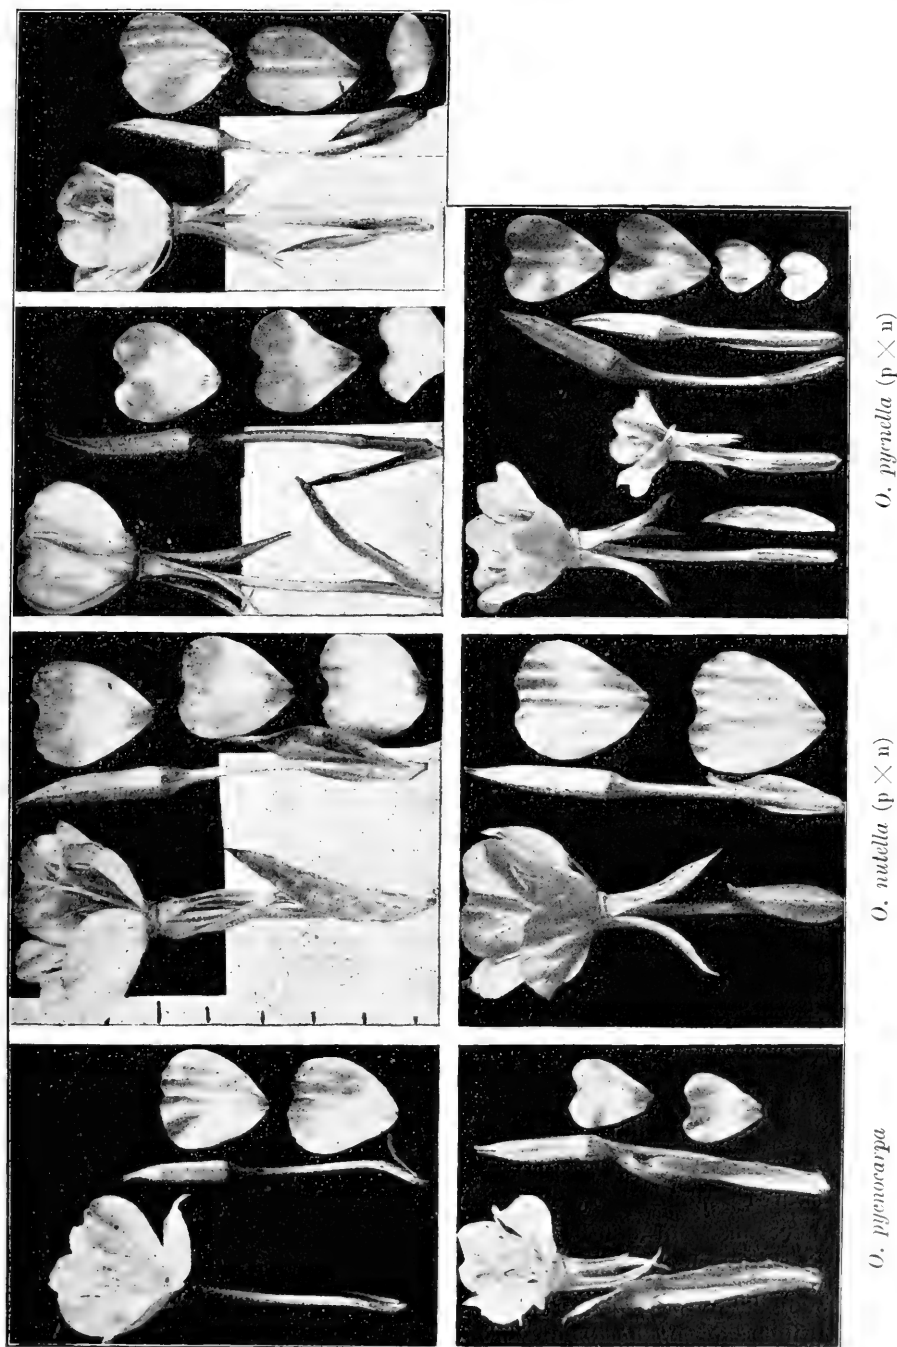 O. pycnocarpa
O. nutella (p × n)
O. pycnella (p × n)